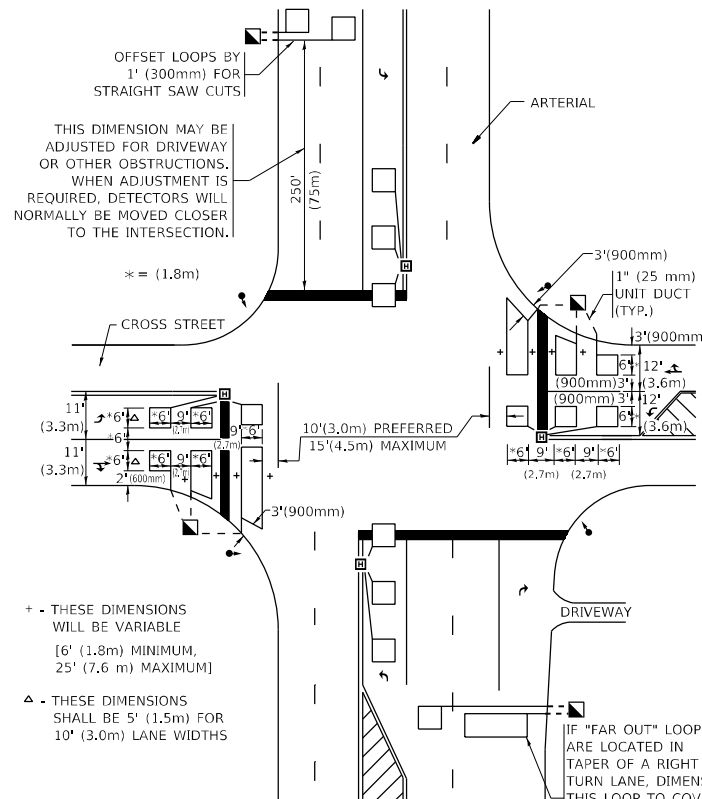 OFFSET LOOPS BY
1' (300mm) FOR
STRAIGHT SAW CUTS
THIS DIMENSION MAY BE
ADJUSTED FOR DRIVEWAY
OR OTHER OBSTRUCTIONS.
WHEN ADJUSTMENT IS
REQUIRED, DETECTORS WILL
NORMALLY BE MOVED CLOSER
TO THE INTERSECTION.
* = (1.8m)
250'
(75m)
H
ARTERIAL
CROSS STREET
3'(900mm)
1" (25 mm)
UNIT DUCT
(TYP.)
3'(900mm
+
+
+
+
6'*
12'
(3.6m)
(900mm)3'
(900mm)3'
6'*
12'
(3.6m)
H
*6'
9'
*6'
9'
*6'
(2.7m)
(2.7m)
10'(3.0m) PREFERRED
15'(4.5m) MAXIMUM
H
11'
(3.3m)
*6' Δ
*6'
9'
*6'
(2.7m)
*6'
9'
*6'
(2.7m)
11'
(3.3m)
*6' Δ
*6'
9'
*6'
(2.7m)
2'(600mm)
+
+
+
3'(900mm)
H
DRIVEWAY
+ - THESE DIMENSIONS
WILL BE VARIABLE
[6' (1.8m) MINIMUM,
25' (7.6 m) MAXIMUM]
Δ - THESE DIMENSIONS
SHALL BE 5' (1.5m) FOR
10' (3.0m) LANE WIDTHS
IF "FAR OUT" LOOP
ARE LOCATED IN
TAPER OF A RIGHT
TURN LANE, DIMENS
THIS LOOP TO COV